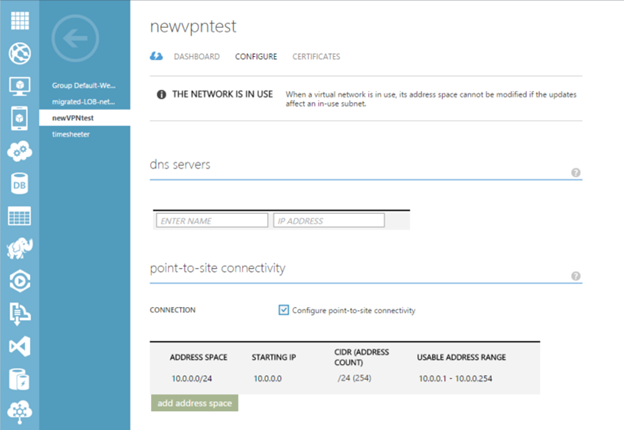 newvpntest
DASHBOARD CONFIGURE CERTIFICATES
Group Default-We...
migrated-LOB-net...
newVPNtest
timesheeter
THE NETWORK IS IN USE
When a virtual network is in use, its address space cannot be modified if the updates
affect an in-use subnet.
dns servers
?
ENTER NAME IP ADDRESS
point-to-site connectivity
?
CONNECTION Configure point-to-site connectivity
ADDRESS SPACE STARTING IP CIDR (ADDRESS COUNT) USABLE ADDRESS RANGE
10.0.0.0/24 10.0.0.0 /24 (254) 10.0.0.1 - 10.0.0.254
add address space
DB